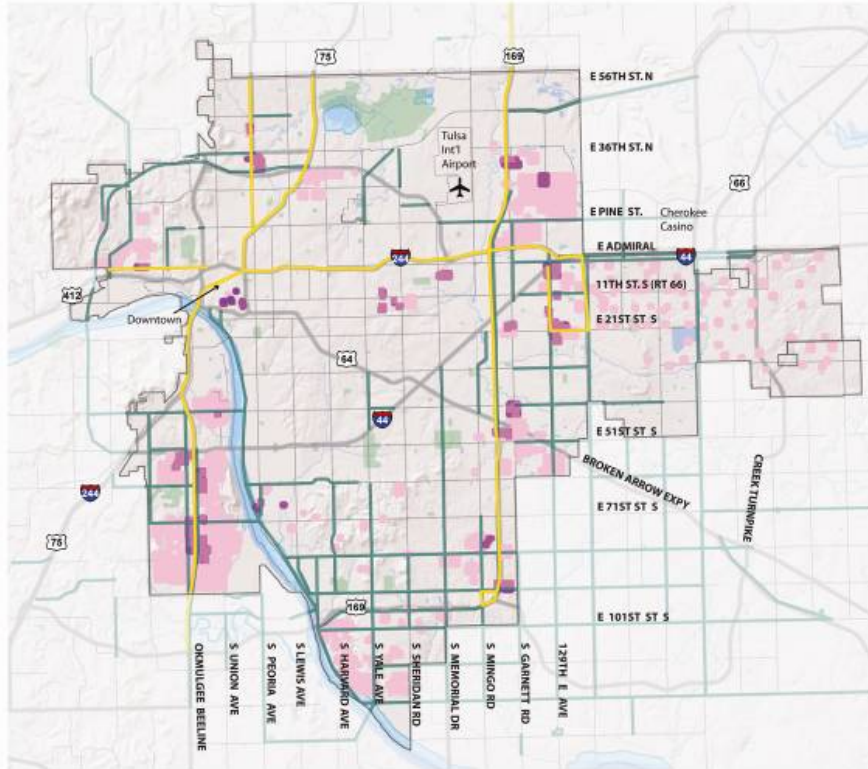 75
169
E 56TH ST. N
Tulsa
Int'l
Airport
E 36TH ST. N
66
E PINE ST.
Cherokee
Casino
E ADMIRAL
244
44
11TH ST. S (RT 66)
412
Downtown
E 21ST ST S
64
44
E 51ST ST S
BROKEN ARROW EXPY
CREEK TURNPIKE
244
E 71ST ST S
75
169
E 101ST ST S
OKMULGEE BEELINE
S UNION AVE
S PEORIA AVE
S LEWIS AVE
S HARVARD AVE
S YALE AVE
S SHERIDAN RD
S MEMORIAL DR
S MINGO RD
S GARNETT RD
129TH E AVE